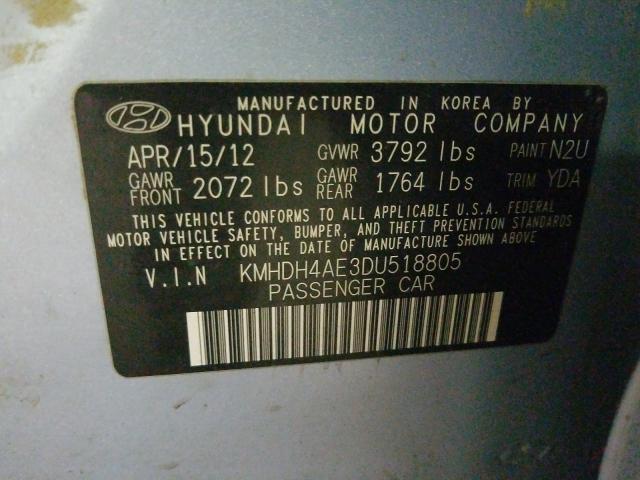 MANUFACTURED IN KOREA BY
HYUNDAI MOTOR COMPANY
APR/15/12 GVWR 3792 lbs PAINT N2U
GAWR FRONT 2072 lbs GAWR REAR 1764 lbs TRIM YDA
THIS VEHICLE CONFORMS TO ALL APPLICABLE U.S.A. FEDERAL
MOTOR VEHICLE SAFETY, BUMPER, AND THEFT PREVENTION STANDARDS
IN EFFECT ON THE DATE OF MANUFACTURE SHOWN ABOVE
V.I.N KMHDH4AE3DU518805
PASSENGER CAR